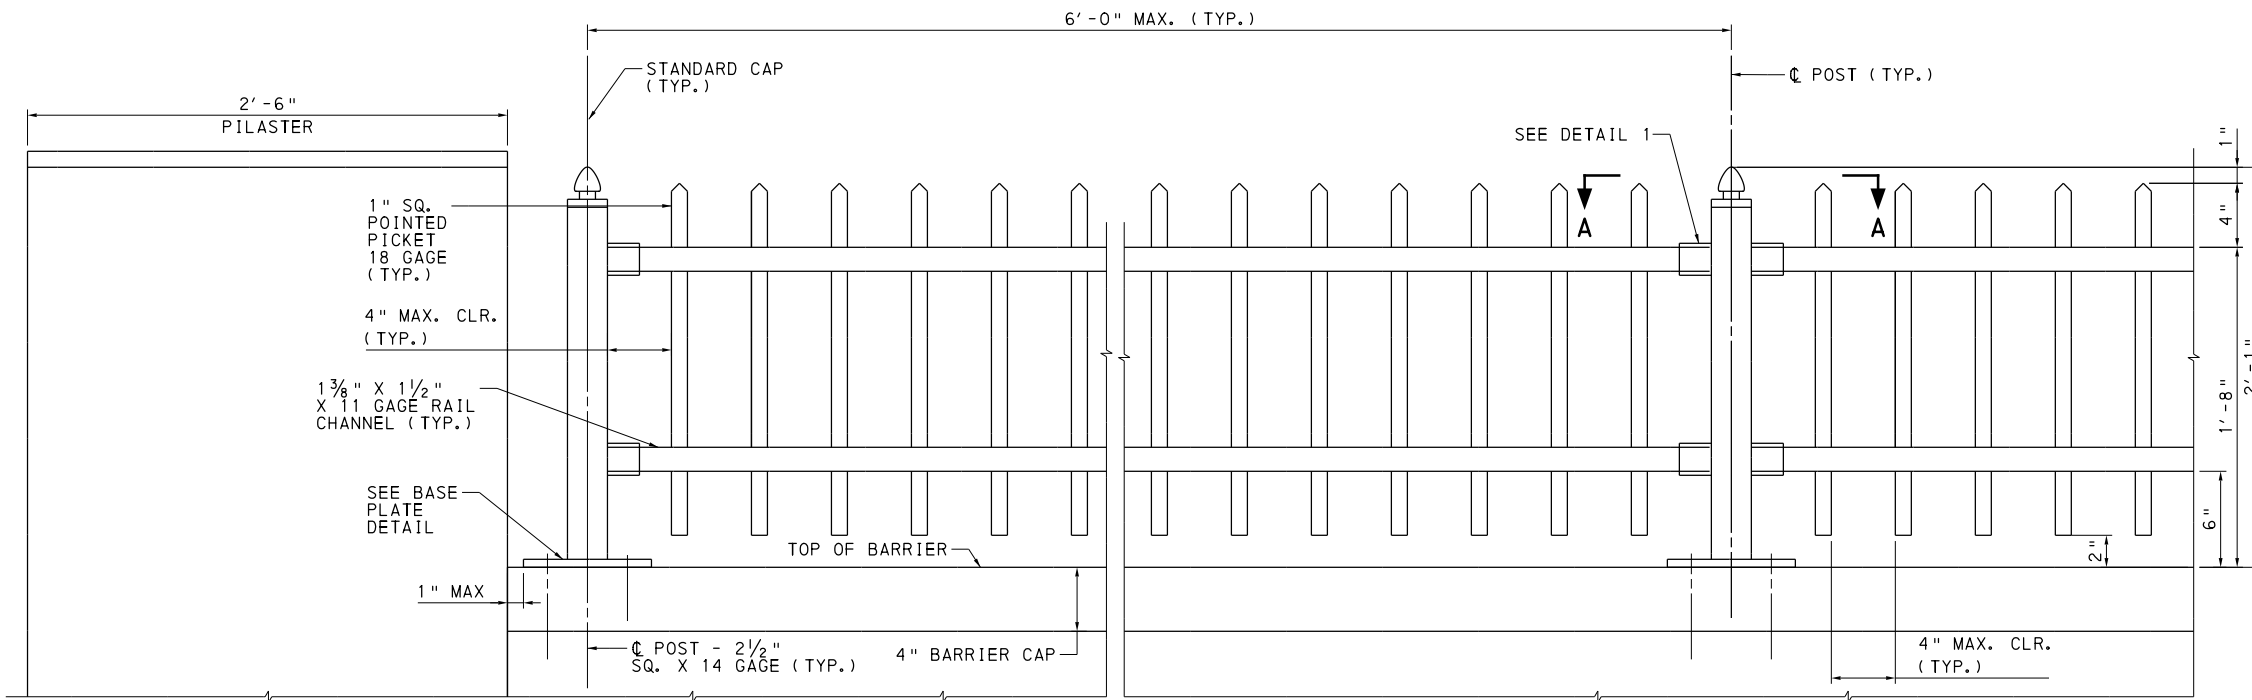 6'-0" MAX. (TYP.)
STANDARD CAP
(TYP.)
℄ POST (TYP.)
2'-6"
PILASTER
SEE DETAIL 1
1"
1" SQ.
POINTED
PICKET
18 GAGE
(TYP.)
A
A
4"
4" MAX. CLR.
(TYP.)
1⅜" X 1½"
X 11 GAGE RAIL
CHANNEL (TYP.)
2'-1"
1'-8"
SEE BASE
PLATE
DETAIL
6"
TOP OF BARRIER
2"
1" MAX
℄ POST - 2½"
SQ. X 14 GAGE (TYP.)
4" BARRIER CAP
4" MAX. CLR.
(TYP.)